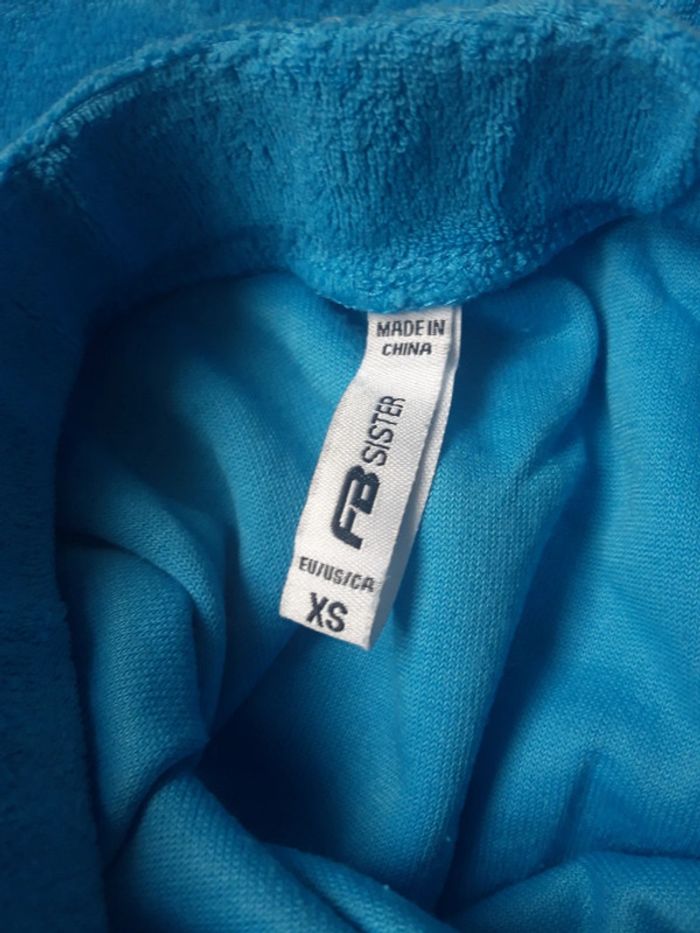 MADE IN
CHINA
FB SISTER
EU/US/CA
XS